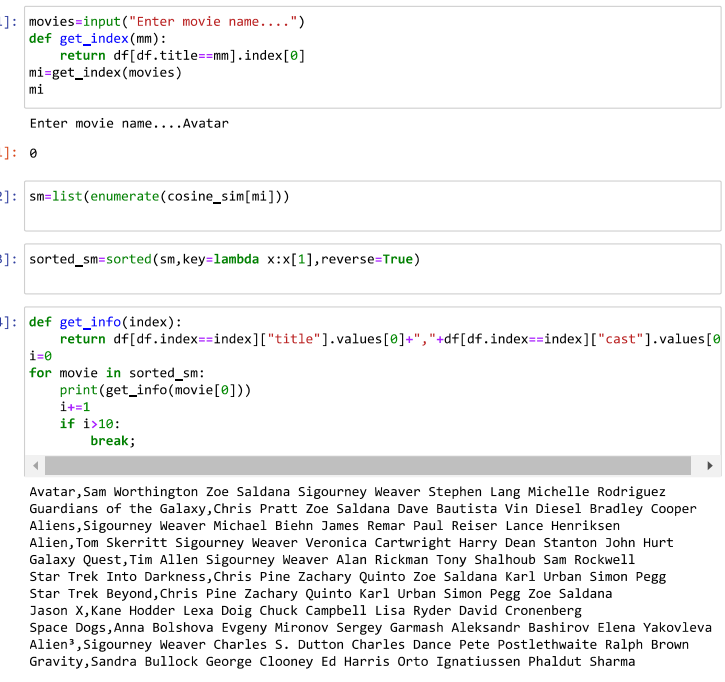 ]: movies=input("Enter movie name....")
def get_index(mm):
    return df[df.title==mm].index[0]
mi=get_index(movies)
mi
Enter movie name....Avatar
]: 0
2]: sm=list(enumerate(cosine_sim[mi]))
3]: sorted_sm=sorted(sm,key=lambda x:x[1],reverse=True)
4]: def get_info(index):
    return df[df.index==index]["title"].values[0]+","+df[df.index==index]["cast"].values[0
i=0
for movie in sorted_sm:
    print(get_info(movie[0]))
    i+=1
    if i>10:
        break;
Avatar,Sam Worthington Zoe Saldana Sigourney Weaver Stephen Lang Michelle Rodriguez
Guardians of the Galaxy,Chris Pratt Zoe Saldana Dave Bautista Vin Diesel Bradley Cooper
Aliens,Sigourney Weaver Michael Biehn James Remar Paul Reiser Lance Henriksen
Alien,Tom Skerritt Sigourney Weaver Veronica Cartwright Harry Dean Stanton John Hurt
Galaxy Quest,Tim Allen Sigourney Weaver Alan Rickman Tony Shalhoub Sam Rockwell
Star Trek Into Darkness,Chris Pine Zachary Quinto Zoe Saldana Karl Urban Simon Pegg
Star Trek Beyond,Chris Pine Zachary Quinto Karl Urban Simon Pegg Zoe Saldana
Jason X,Kane Hodder Lexa Doig Chuck Campbell Lisa Ryder David Cronenberg
Space Dogs,Anna Bolshova Evgeny Mironov Sergey Garmash Aleksandr Bashirov Elena Yakovleva
Alien³,Sigourney Weaver Charles S. Dutton Charles Dance Pete Postlethwaite Ralph Brown
Gravity,Sandra Bullock George Clooney Ed Harris Orto Ignatiussen Phaldut Sharma